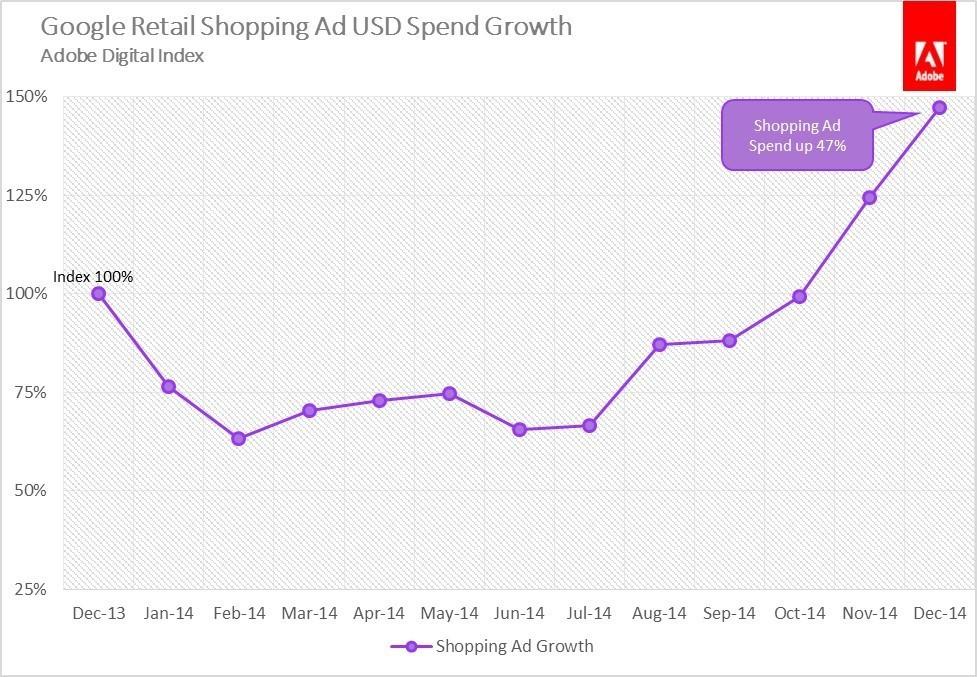 Google Retail Shopping Ad USD Spend Growth
Adobe Digital Index
Adobe
150%
125%
100%
75%
50%
25%
Shopping Ad
Spend up 47%
Index 100%
Dec-13 Jan-14 Feb-14 Mar-14 Apr-14 May-14 Jun-14 Jul-14 Aug-14 Sep-14 Oct-14 Nov-14 Dec-14
Shopping Ad Growth